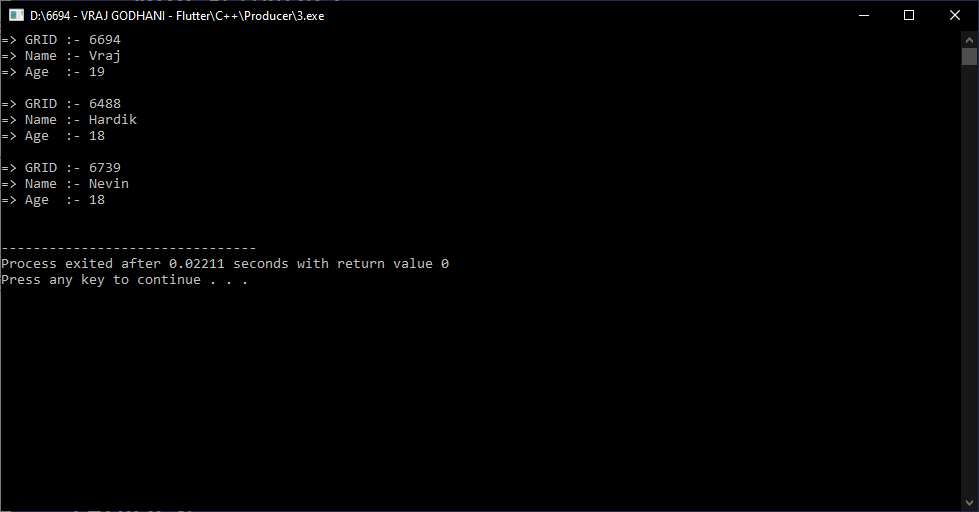 D:\6694 - VRAJ GODHANI - Flutter\C++\Producer\3.exe
=> GRID :- 6694
=> Name :- Vraj
=> Age  :- 19
=> GRID :- 6488
=> Name :- Hardik
=> Age  :- 18
=> GRID :- 6739
=> Name :- Nevin
=> Age  :- 18
--------------------------------
Process exited after 0.02211 seconds with return value 0
Press any key to continue . . .